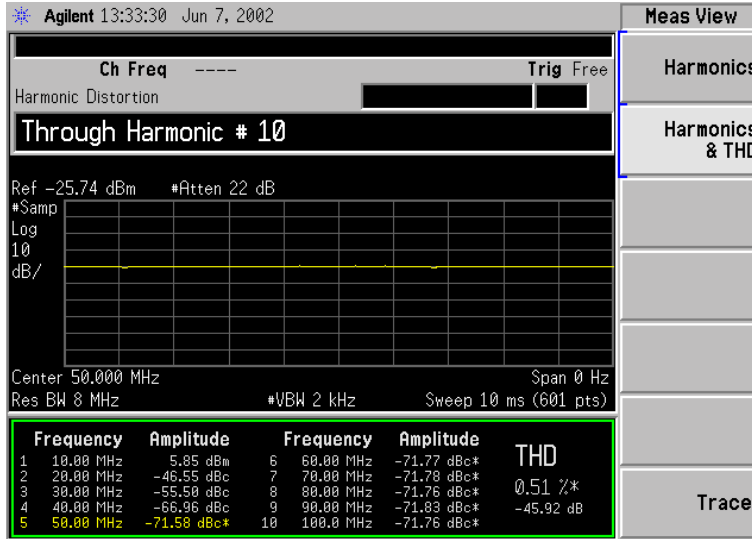 Agilent 13:33:30 Jun 7, 2002
Meas View
Ch Freq ---- Trig Free
Harmonic Distortion
Through Harmonic # 10
Harmonics
Harmonics
& THD
Ref -25.74 dBm #Atten 22 dB
#Samp
Log
10
dB/
Center 50.000 MHz Span 0 Hz
Res BW 8 MHz #VBW 2 kHz Sweep 10 ms (601 pts)
Frequency Amplitude Frequency Amplitude
1 10.00 MHz 5.85 dBm 6 60.00 MHz -71.77 dBc*
2 20.00 MHz -46.55 dBc 7 70.00 MHz -71.78 dBc*
3 30.00 MHz -55.50 dBc 8 80.00 MHz -71.76 dBc*
4 40.00 MHz -66.96 dBc 9 90.00 MHz -71.83 dBc*
5 50.00 MHz -71.58 dBc* 10 100.0 MHz -71.76 dBc*
THD
0.51 %*
-45.92 dB
Trace